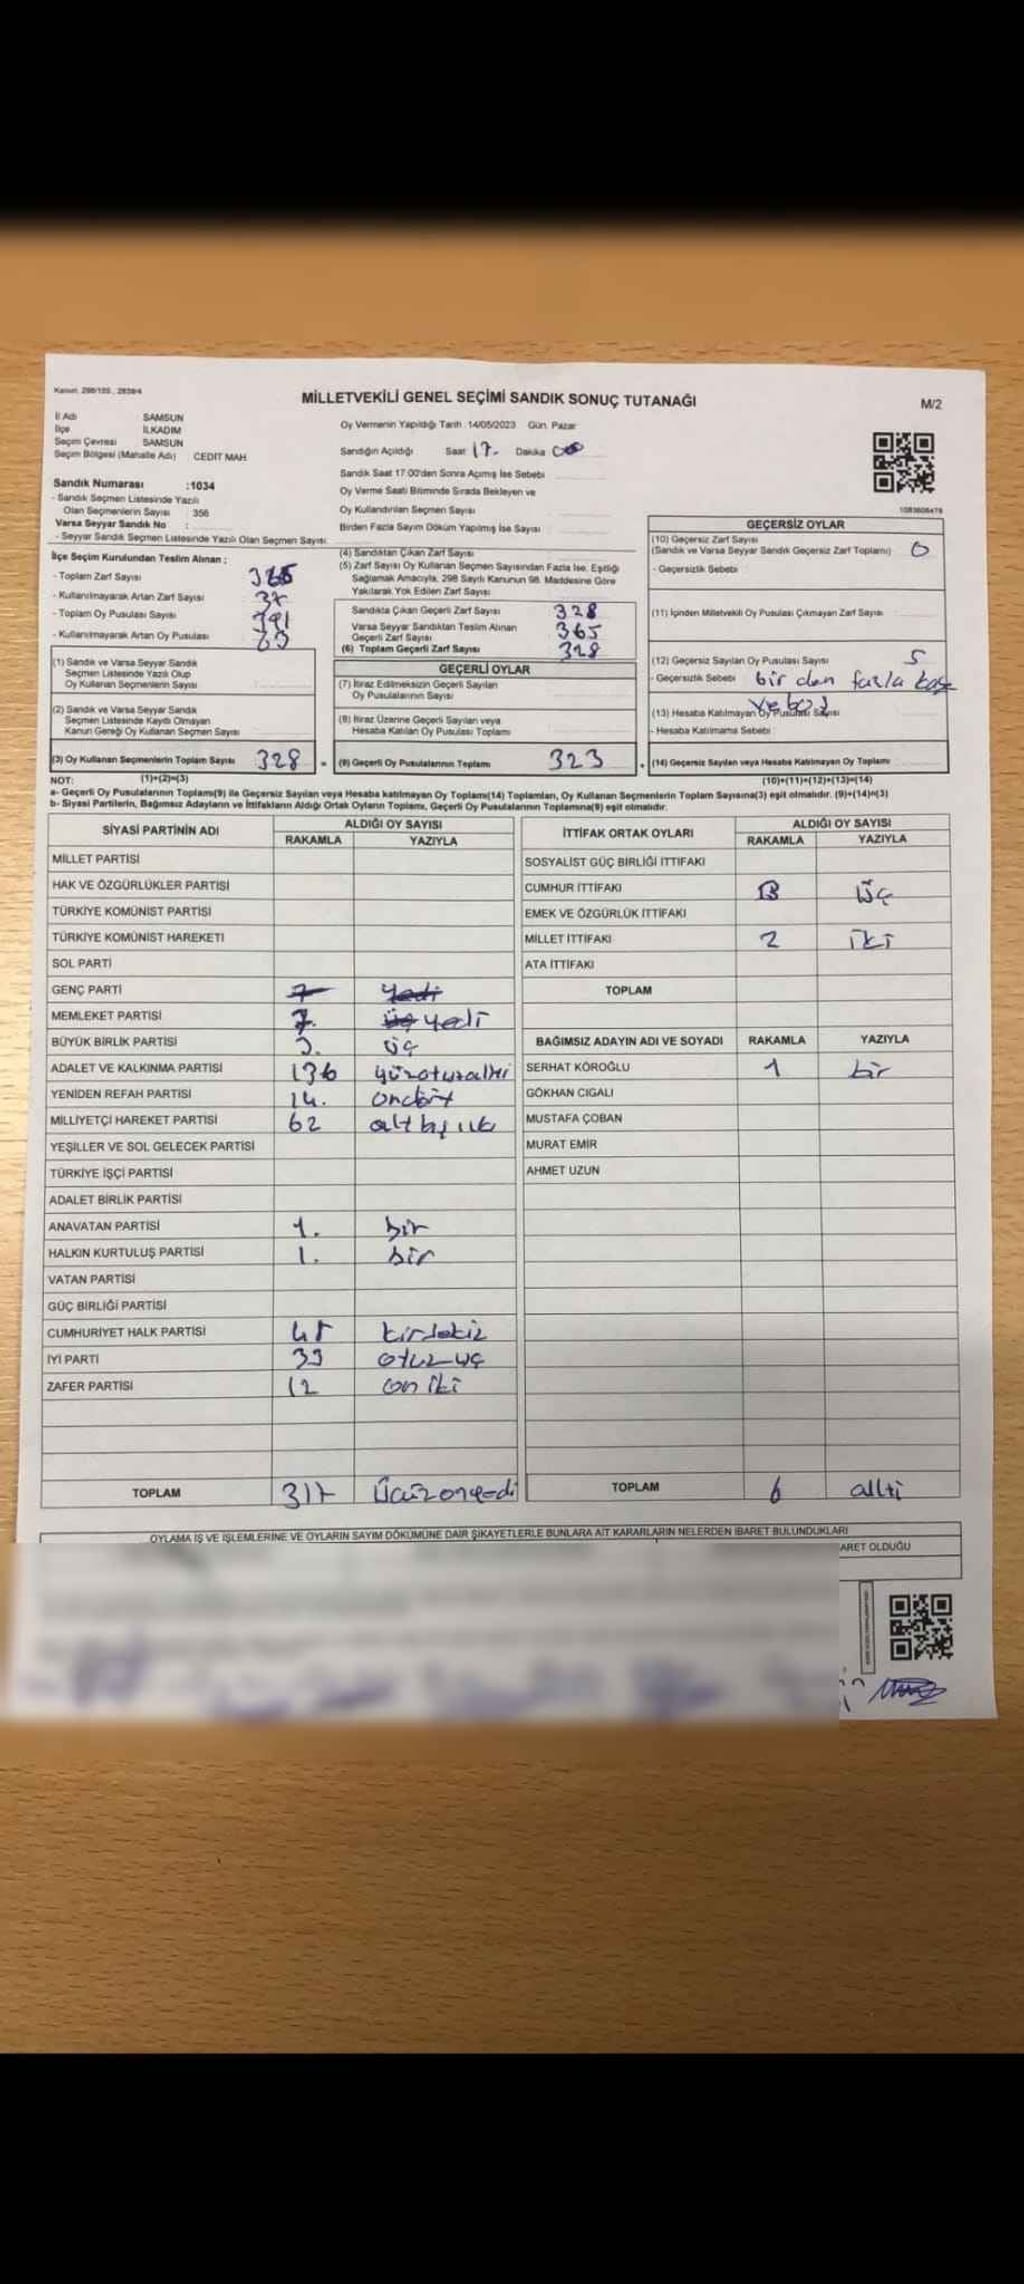 Kanun: 298/105, 2839/4
MİLLETVEKİLİ GENEL SEÇİMİ SANDIK SONUÇ TUTANAĞI
M/2
İl Adı SAMSUN
İlçe İLKADIM
Seçim Çevresi SAMSUN
Seçim Bölgesi (Mahalle Adı) CEDIT MAH.
Sandık Numarası :1034
- Sandık Seçmen Listesinde Yazılı
Olan Seçmenlerin Sayısı : 356
Varsa Seyyar Sandık No :
- Seyyar Sandık Seçmen Listesinde Yazılı Olan Seçmen Sayısı:
Oy Vermenin Yapıldığı Tarih :14/05/2023 Gün: Pazar
Sandığın Açıldığı Saat 17. Dakika
Sandık Saat 17.00'den Sonra Açılmış İse Sebebi
Oy Verme Saati Bitiminde Sırada Bekleyen ve
Oy Kullandırılan Seçmen Sayısı
Birden Fazla Sayım Döküm Yapılmış İse Sayısı
İlçe Seçim Kurulundan Teslim Alınan :
- Toplam Zarf Sayısı 365
- Kullanılmayarak Artan Zarf Sayısı 37
- Toplam Oy Pusulası Sayısı 391
- Kullanılmayarak Artan Oy Pusulası 63
(1) Sandık ve Varsa Seyyar Sandık
Seçmen Listesinde Yazılı Olup
Oy Kullanan Seçmenlerin Sayısı
(2) Sandık ve Varsa Seyyar Sandık
Seçmen Listesinde Kaydı Olmayan
Kanun Gereği Oy Kullanan Seçmen Sayısı
(3) Oy Kullanan Seçmenlerin Toplam Sayısı 328 =
(4) Sandıktan Çıkan Zarf Sayısı
(5) Zarf Sayısı Oy Kullanan Seçmen Sayısından Fazla İse, Eşitliği
Sağlamak Amacıyla, 298 Sayılı Kanunun 98. Maddesine Göre
Yakılarak Yok Edilen Zarf Sayısı
Sandıkta Çıkan Geçerli Zarf Sayısı 328
Varsa Seyyar Sandıktan Teslim Alınan
Geçerli Zarf Sayısı 365
(6) Toplam Geçerli Zarf Sayısı 328
GEÇERLİ OYLAR
(7) İtiraz Edilmeksizin Geçerli Sayılan
Oy Pusulalarının Sayısı
(8) İtiraz Üzerine Geçerli Sayılan veya
Hesaba Katılan Oy Pusulası Toplamı
(9) Geçerli Oy Pusulalarının Toplamı 323 +
1083606479
GEÇERSİZ OYLAR
(10) Geçersiz Zarf Sayısı
(Sandık ve Varsa Seyyar Sandık Geçersiz Zarf Toplamı) 0
- Geçersizlik Sebebi
(11) İçinden Milletvekili Oy Pusulası Çıkmayan Zarf Sayısı
(12) Geçersiz Sayılan Oy Pusulası Sayısı 5
- Geçersizlik Sebebi bir den fazla kaşe
(13) Hesaba Katılmayan Oy Pusulası Sayısı
- Hesaba Katılmama Sebebi
(14) Geçersiz Sayılan veya Hesaba Katılmayan Oy Toplamı
NOT: (1)+(2)=(3) (10)+(11)+(12)+(13)=(14)
a- Geçerli Oy Pusulalarının Toplamı(9) ile Geçersiz Sayılan veya Hesaba katılmayan Oy Toplamı(14) Toplamları, Oy Kullanan Seçmenlerin Toplam Sayısına(3) eşit olmalıdır. (9)+(14)=(3)
b- Siyasi Partilerin, Bağımsız Adayların ve İttifakların Aldığı Ortak Oyların Toplamı, Geçerli Oy Pusulalarının Toplamına(9) eşit olmalıdır.
SİYASİ PARTİNİN ADI ALDIĞI OY SAYISI
RAKAMLA YAZIYLA
MİLLET PARTİSİ
HAK VE ÖZGÜRLÜKLER PARTİSİ
TÜRKİYE KOMÜNİST PARTİSİ
TÜRKİYE KOMÜNİST HAREKETİ
SOL PARTİ
GENÇ PARTİ 7 yedi
MEMLEKET PARTİSİ 7. üç yedi
BÜYÜK BİRLİK PARTİSİ 3. üç
ADALET VE KALKINMA PARTİSİ 136 yüzotuzaltı
YENİDEN REFAH PARTİSİ 14. ondört
MİLLİYETÇİ HAREKET PARTİSİ 62
YEŞİLLER VE SOL GELECEK PARTİSİ
TÜRKİYE İŞÇİ PARTİSİ
ADALET BİRLİK PARTİSİ
ANAVATAN PARTİSİ 1. bir
HALKIN KURTULUŞ PARTİSİ 1. bir
VATAN PARTİSİ
GÜÇ BİRLİĞİ PARTİSİ
CUMHURİYET HALK PARTİSİ 48
İYİ PARTİ 33 otuz üç
ZAFER PARTİSİ 12 on iki
TOPLAM 317 Üçüzonyedi
İTTİFAK ORTAK OYLARI ALDIĞI OY SAYISI
RAKAMLA YAZIYLA
SOSYALİST GÜÇ BİRLİĞİ İTTİFAKI
CUMHUR İTTİFAKI 3 üç
EMEK VE ÖZGÜRLÜK İTTİFAKI
MİLLET İTTİFAKI 2 iki
ATA İTTİFAKI
TOPLAM
BAĞIMSIZ ADAYIN ADI VE SOYADI RAKAMLA YAZIYLA
SERHAT KÖROĞLU 1 bir
GÖKHAN CIGALI
MUSTAFA ÇOBAN
MURAT EMİR
AHMET UZUN
TOPLAM 6 altı
OYLAMA İŞ VE İŞLEMLERİNE VE OYLARIN SAYIM DÖKÜMÜNE DAİR ŞİKAYETLERLE BUNLARA AİT KARARLARIN NELERDEN İBARET BULUNDUKLARI
ARET OLDUĞU